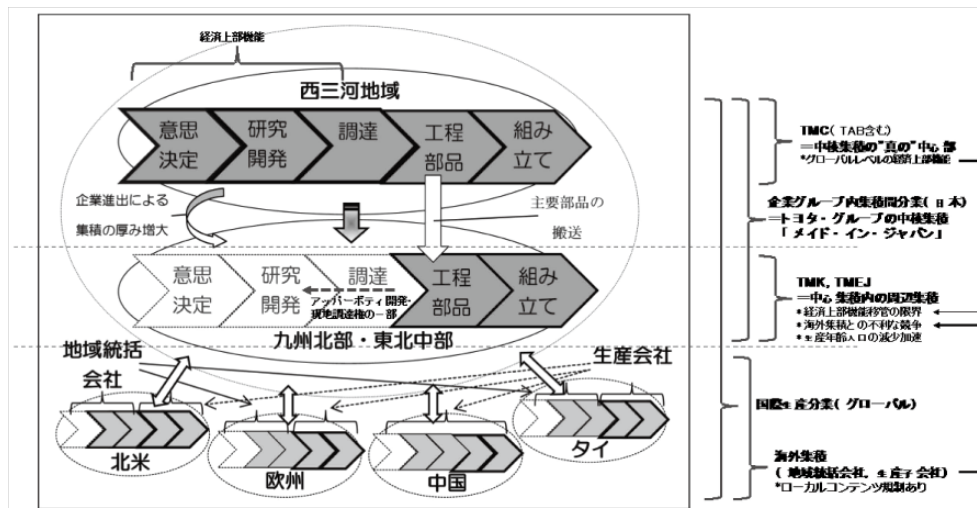 経済上部機能
西三河地域
意思
決定
研究
開発
調達
工程
部品
組み
立て
企業進出による
集積の厚み増大
主要部品の
搬送
意思
決定
研究
開発
調達
アッパーボディ開発・
現地調達権の一部
工程
部品
組み
立て
九州北部・東北中部
地域統括
会社
生産会社
北米
欧州
中国
タイ
TMC(TAB含む)
＝中核集積の"真の"中心部
*グローバルレベルの経済上部機能
企業グループ内集積間分業(日本)
＝トヨタ・グループの中核集積
「メイド・イン・ジャパン」
TMK, TMEJ
＝中心集積内の周辺集積
*経済上部機能移管の限界
*海外集積との不利な競争
*生産年齢人口の減少加速
国際生産分業(グローバル)
海外集積
(地域統括会社, 生産子会社)
*ローカルコンテンツ規制あり